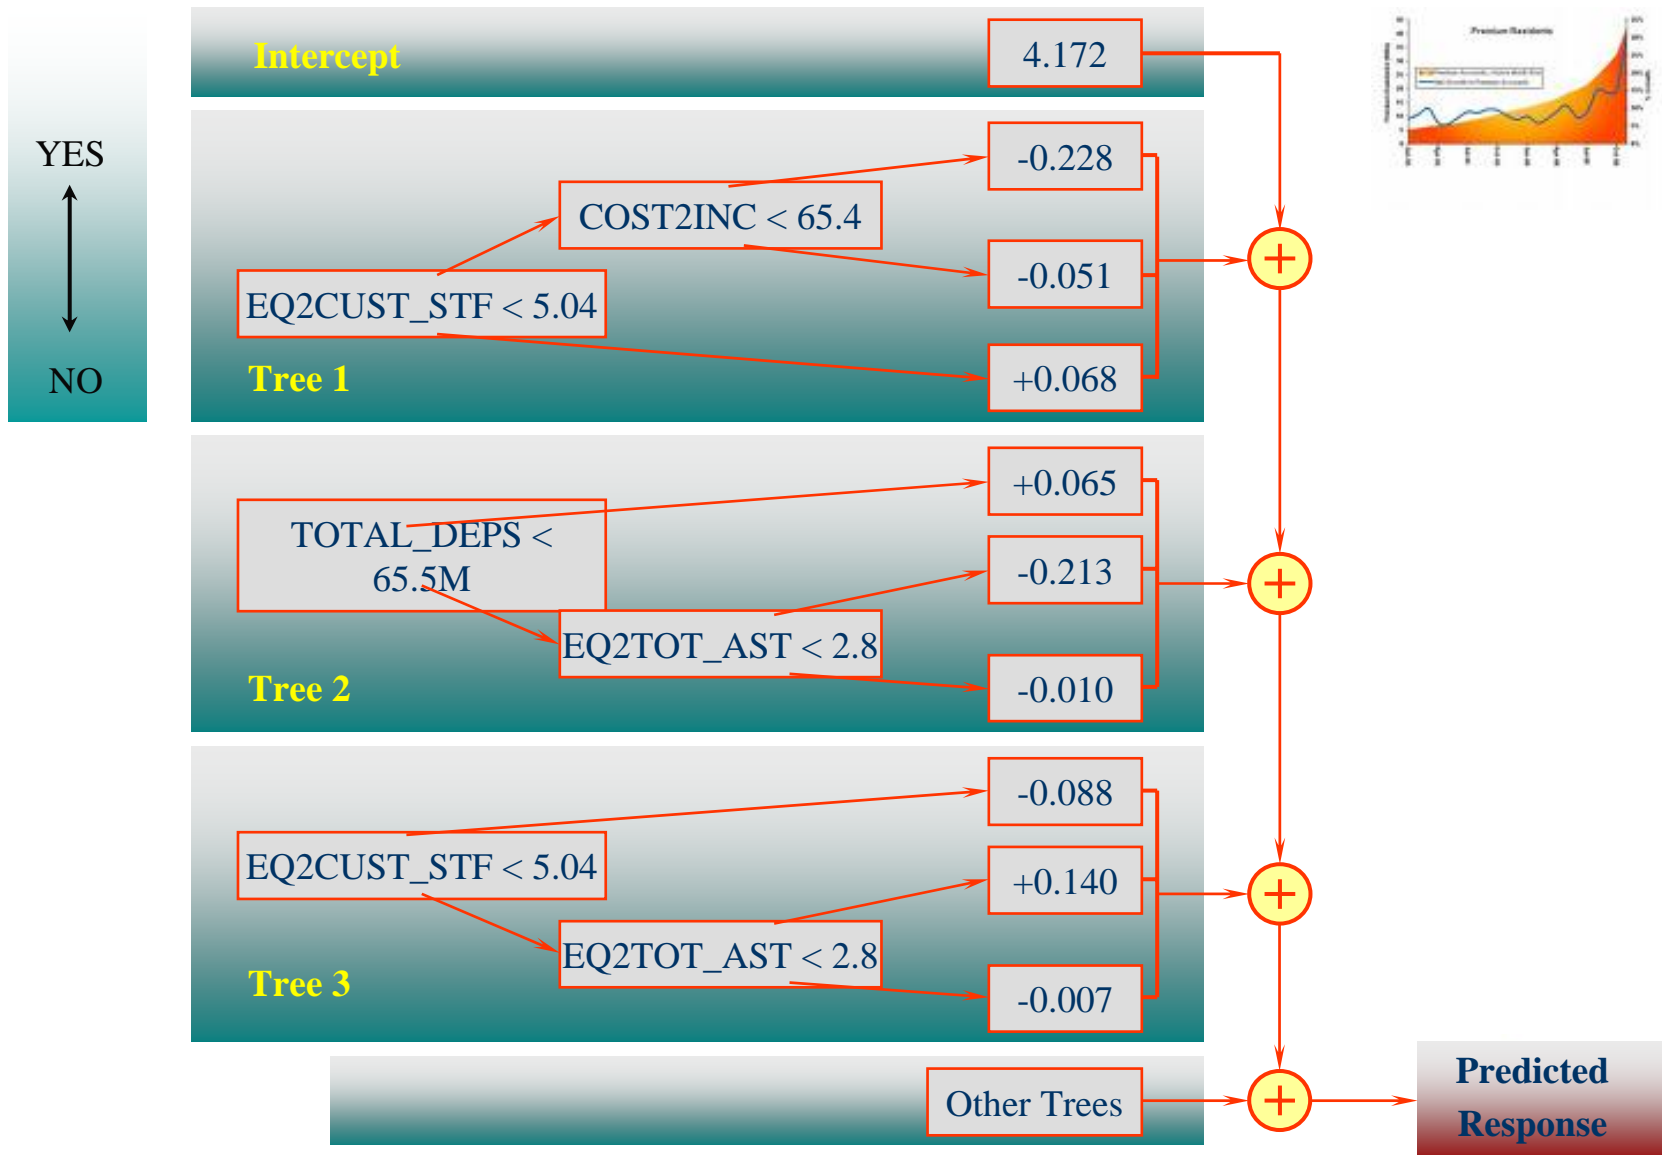 Intercept
4.172
Premium Residents
YES
NO
-0.228
COST2INC < 65.4
-0.051
EQ2CUST_STF < 5.04
+0.068
Tree 1
+0.065
TOTAL_DEPS <
65.5M
-0.213
EQ2TOT_AST < 2.8
-0.010
Tree 2
-0.088
EQ2CUST_STF < 5.04
+0.140
EQ2TOT_AST < 2.8
-0.007
Tree 3
Other Trees
Predicted
Response